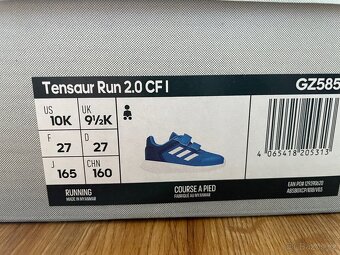 Tensaur Run 2.0 CF I
GZ585
US UK
10K 9½K
F D
27 27
J CHN
165 160
4 065418 205313
RUNNING
MADE IN MYANMAR
COURSE A PIED
FABRIQUE AU MYANMAR